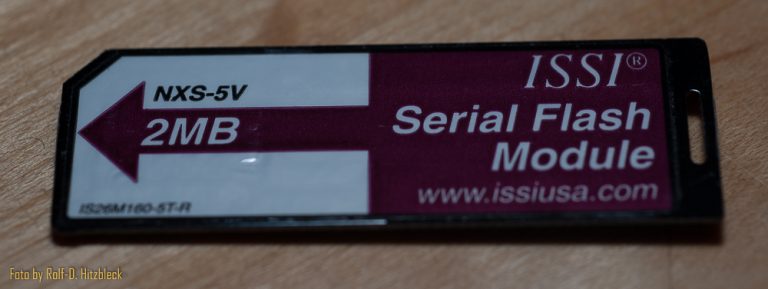 NXS-5V
2MB
IS26M160-5T-R
ISSI®
Serial Flash
Module
www.issiusa.com
Foto by Rolf-D. Hitzbleck